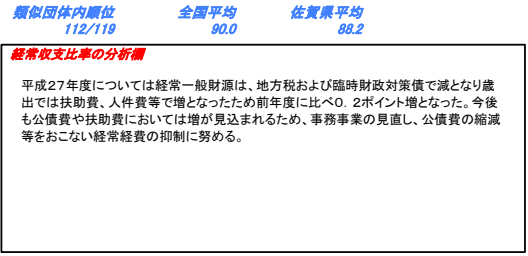 類似団体内順位 全国平均 佐賀県平均
112/119 90.0 88.2
経常収支比率の分析欄
平成27年度については経常一般財源は、地方税および臨時財政対策債で減となり歳
出では扶助費、人件費等で増となったため前年度に比べ0.2ポイント増となった。今後
も公債費や扶助費においては増が見込まれるため、事務事業の見直し、公債費の縮減
等をおこない経常経費の抑制に努める。